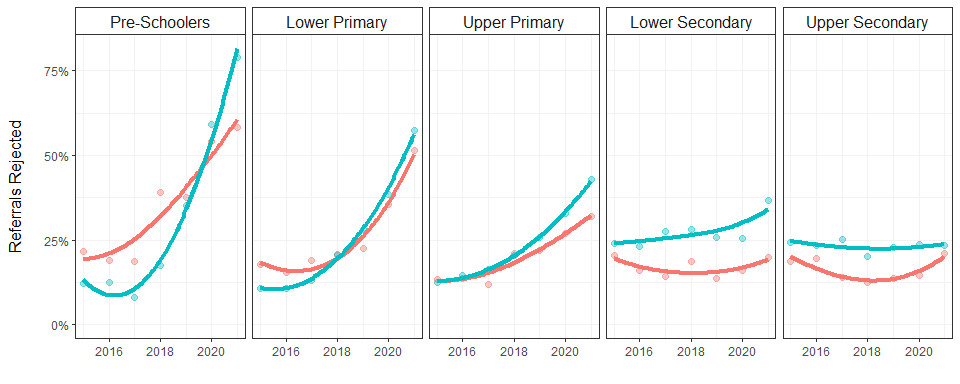 Pre-Schoolers Lower Primary Upper Primary Lower Secondary Upper Secondary
Referrals Rejected
75%
50%
25%
0%
2016 2018 2020 2016 2018 2020 2016 2018 2020 2016 2018 2020 2016 2018 2020